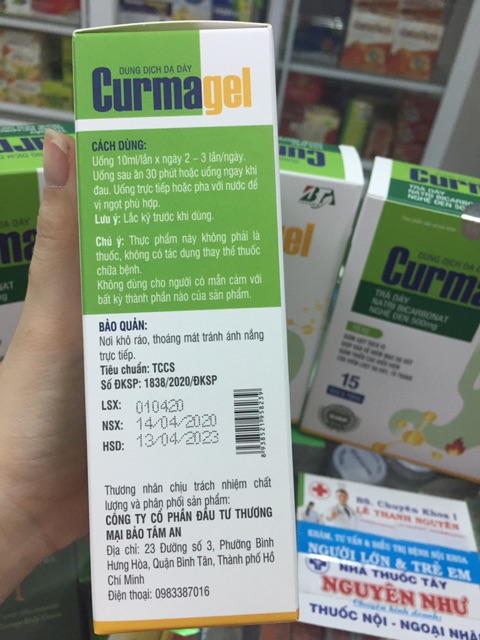 DUNG DỊCH DẠ DÀY
Curmagel
CÁCH DÙNG:
Uống 10ml/lần x ngày 2 - 3 lần/ngày.
Uống sau ăn 30 phút hoặc uống ngay khi
đau. Uống trực tiếp hoặc pha với nước để
vị ngọt phù hợp.
Lưu ý: Lắc kỹ trước khi dùng.
Chú ý: Thực phẩm này không phải là
thuốc, không có tác dụng thay thế thuốc
chữa bệnh.
Không dùng cho người có mẫn cảm với
bất kỳ thành phần nào của sản phẩm.
BẢO QUẢN:
Nơi khô ráo, thoáng mát tránh ánh nắng
trực tiếp.
Tiêu chuẩn: TCCS
Số ĐKSP: 1838/2020/ĐKSP
LSX: 010420
NSX: 14/04/2020
HSD: 13/04/2023
Thương nhân chịu trách nhiệm chất
lượng và phân phối sản phẩm:
CÔNG TY CỔ PHẦN ĐẦU TƯ THƯƠNG
MẠI BẢO TÂM AN
Địa chỉ: 23 Đường số 3, Phường Bình
Hưng Hòa, Quận Bình Tân, Thành phố Hồ
Chí Minh
Điện thoại: 0983387016
gel
BT
Curma
DUNG DỊCH DẠ D
Curma
TRÀ DÂY
NATRI BICARBONAT
NGHỆ ĐEN 500mg
15
BS. Chuyên Khoa I
LÊ THANH NGUYÊN
KHÁM, TƯ VẤN & ĐIỀU TRỊ BỆNH NỘI KHOA
NGƯỜI LỚN & TRẺ EM
NHÀ THUỐC TÂY
NGUYÊN NHƯ
Chuyên kinh doanh:
THUỐC NỘI - NGOẠI NHẬ